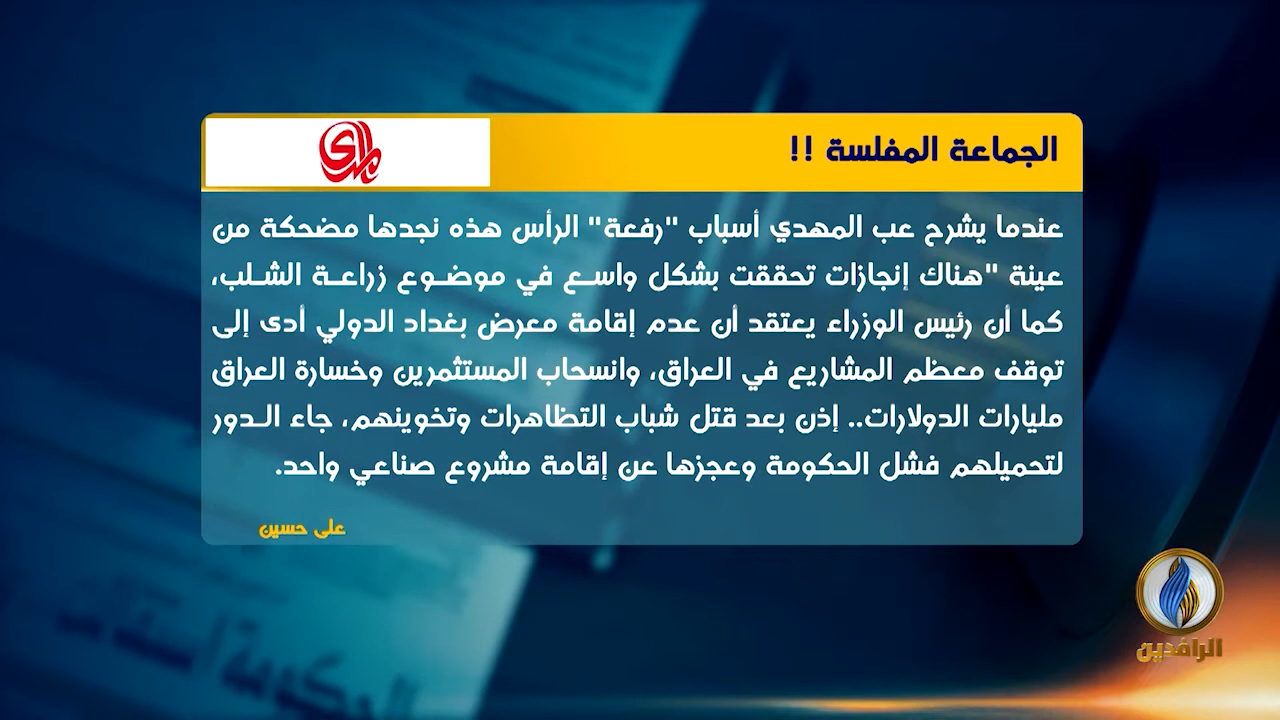 المدى
الجماعة المفلسة !!
عندما يشرح عب المهدي أسباب "رفعة" الرأس هذه نجدها مضحكة من
عينة "هناك إنجازات تحققت بشكل واسع في موضوع زراعة الشلب،
كما أن رئيس الوزراء يعتقد أن عدم إقامة معرض بغداد الدولي أدى إلى
توقف معظم المشاريع في العراق، وانسحاب المستثمرين وخسارة العراق
مليارات الدولارات.. إذن بعد قتل شباب التظاهرات وتخوينهم، جاء الدور
لتحميلهم فشل الحكومة وعجزها عن إقامة مشروع صناعي واحد.
على حسين
الرافدين